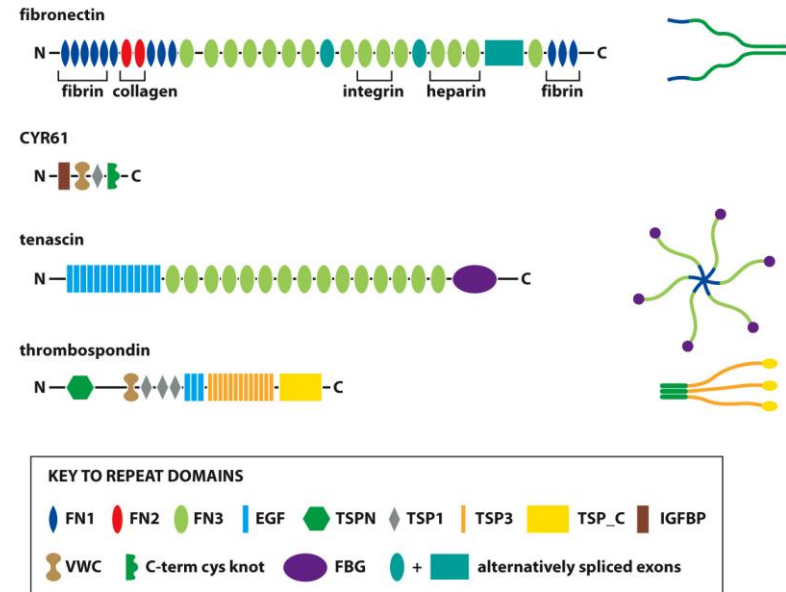 fibronectin
N C
fibrin collagen integrin heparin fibrin
CYR61
N C
tenascin
N C
thrombospondin
N C
KEY TO REPEAT DOMAINS
FN1 FN2 FN3 EGF TSPN TSP1 TSP3 TSP_C IGFBP
VWC C-term cys knot FBG + alternatively spliced exons